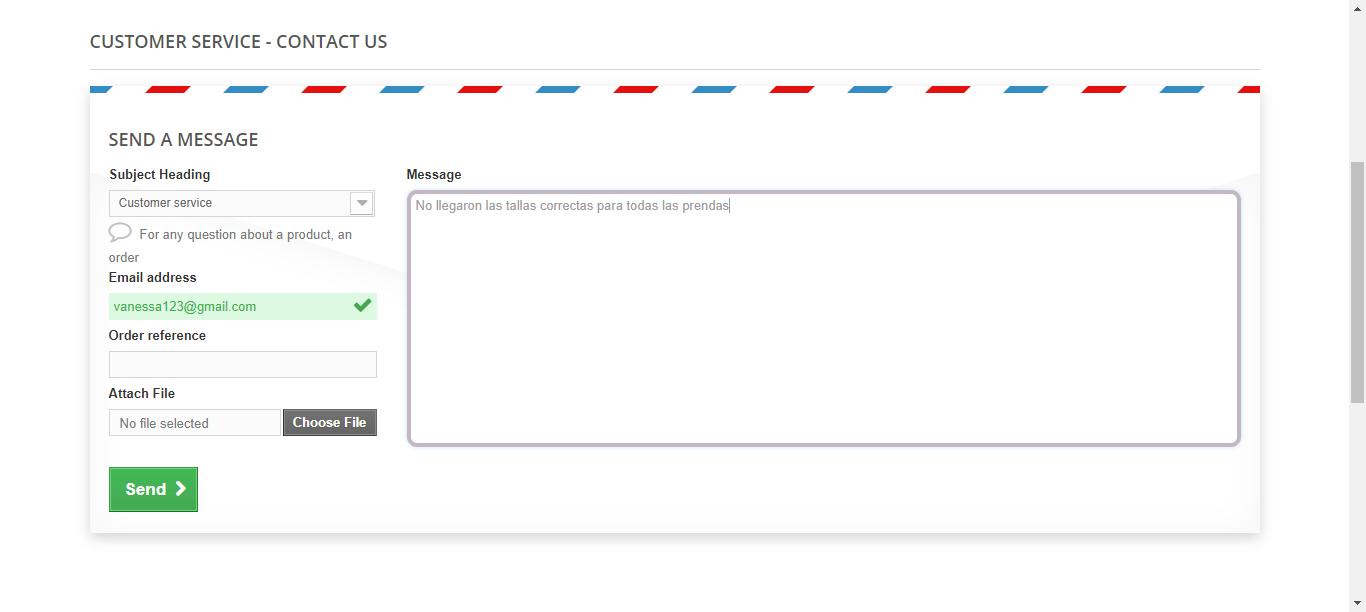 CUSTOMER SERVICE - CONTACT US
SEND A MESSAGE
Subject Heading
Customer service
For any question about a product, an
order
Email address
vanessa123@gmail.com
Order reference
Attach File
No file selected
Choose File
Send
Message
No llegaron las tallas correctas para todas las prendas